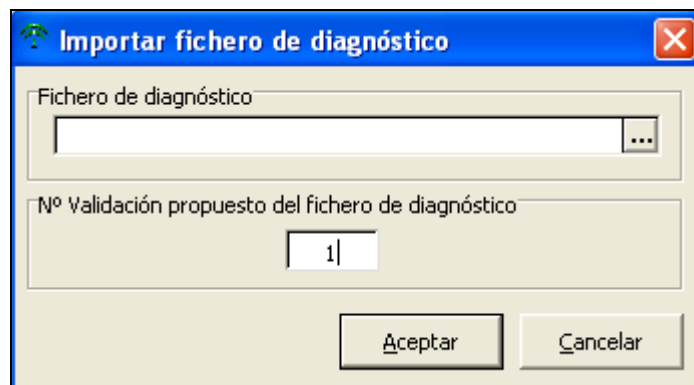 Importar fichero de diagnóstico
Fichero de diagnóstico
...
Nº Validación propuesto del fichero de diagnóstico
1
Aceptar
Cancelar